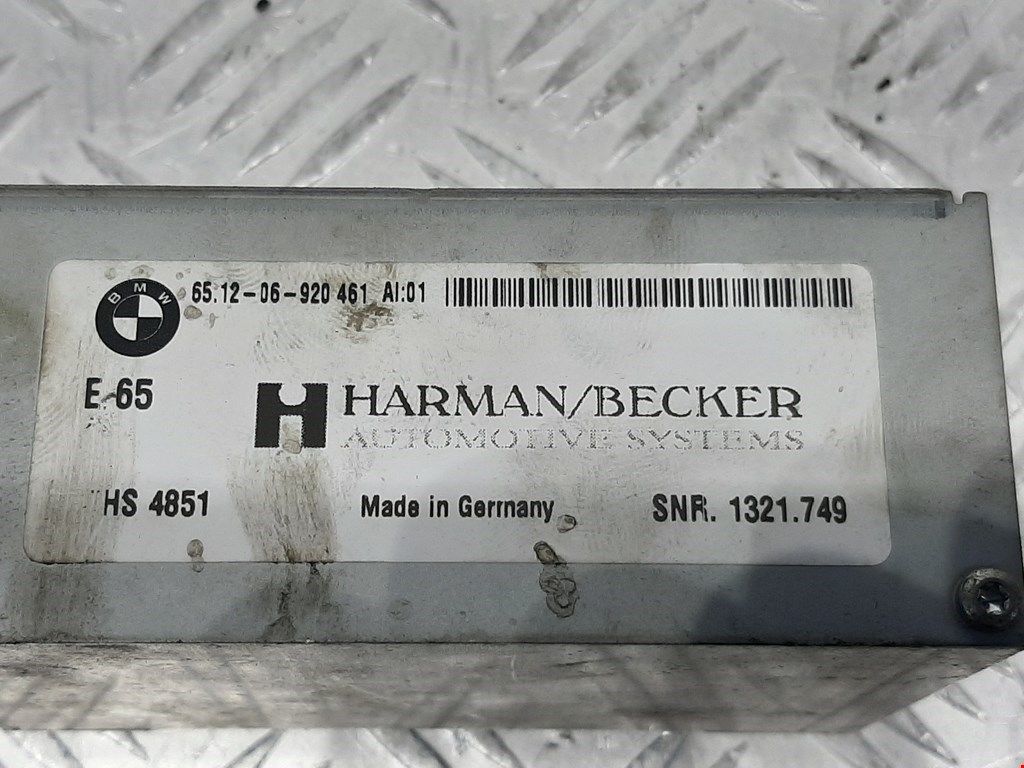 BMW
65.12-06-920 461 AI:01
E 65
HARMAN/BECKER
AUTOMOTIVE SYSTEMS
HS 4851
Made in Germany
SNR. 1321.749